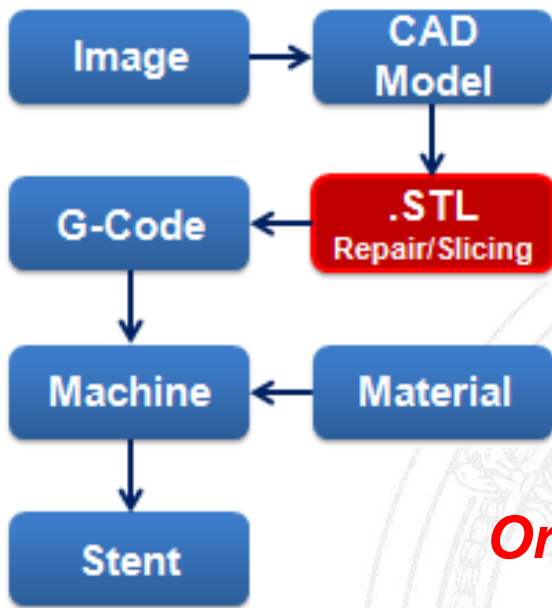 Image
CAD
Model
.STL
Repair/Slicing
G-Code
Machine
Material
Stent